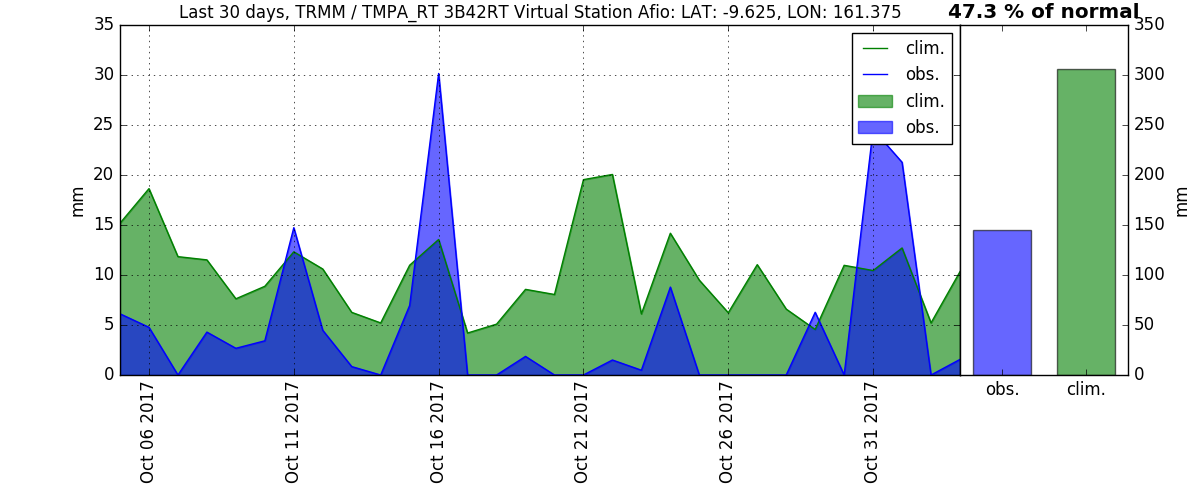 Last 30 days, TRMM / TMPA_RT 3B42RT Virtual Station Afio: LAT: -9.625, LON: 161.375
47.3 % of normal
35
30
25
20
15
10
5
0
mm
clim.
obs.
clim.
obs.
Oct 06 2017
Oct 11 2017
Oct 16 2017
Oct 21 2017
Oct 26 2017
Oct 31 2017
350
300
250
200
150
100
50
0
mm
obs.
clim.